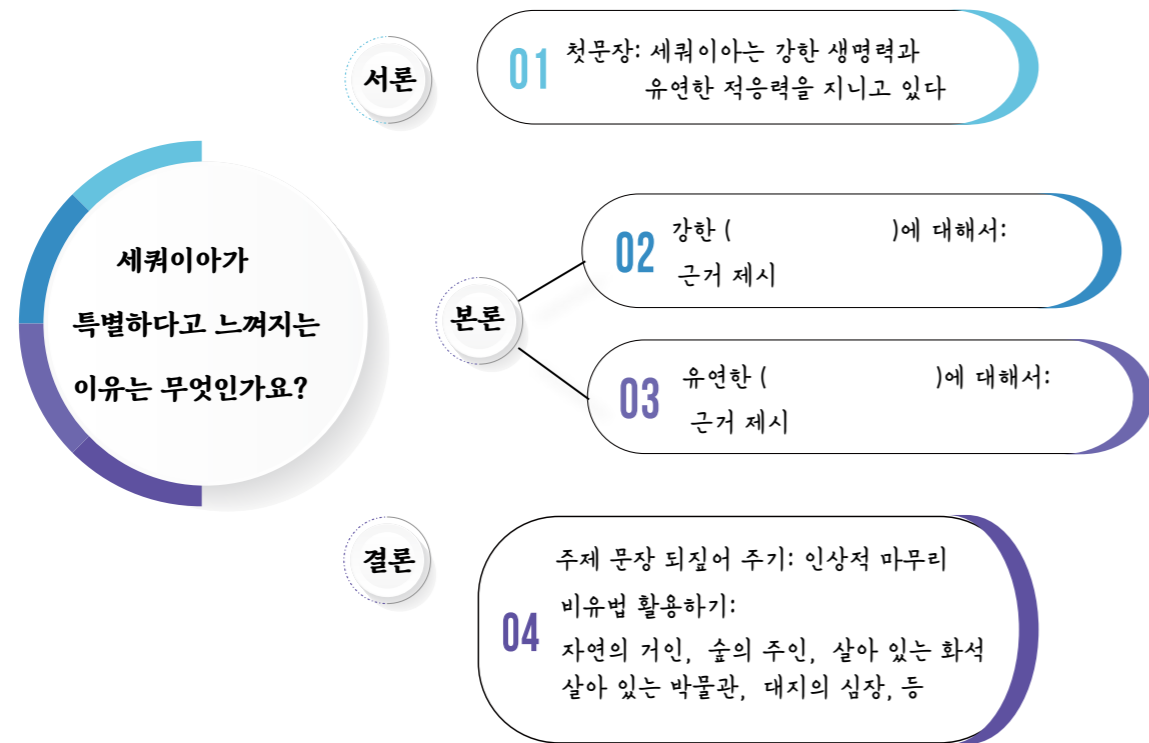 세쿼이아가
특별하다고 느껴지는
이유는 무엇인가요?
서론
01
첫문장: 세쿼이아는 강한 생명력과
유연한 적응력을 지니고 있다
본론
02
강한 ( )에 대해서:
근거 제시
03
유연한 ( )에 대해서:
근거 제시
결론
04
주제 문장 되짚어 주기: 인상적 마무리
비유법 활용하기:
자연의 거인, 숲의 주인, 살아 있는 화석
살아 있는 박물관, 대지의 심장, 등